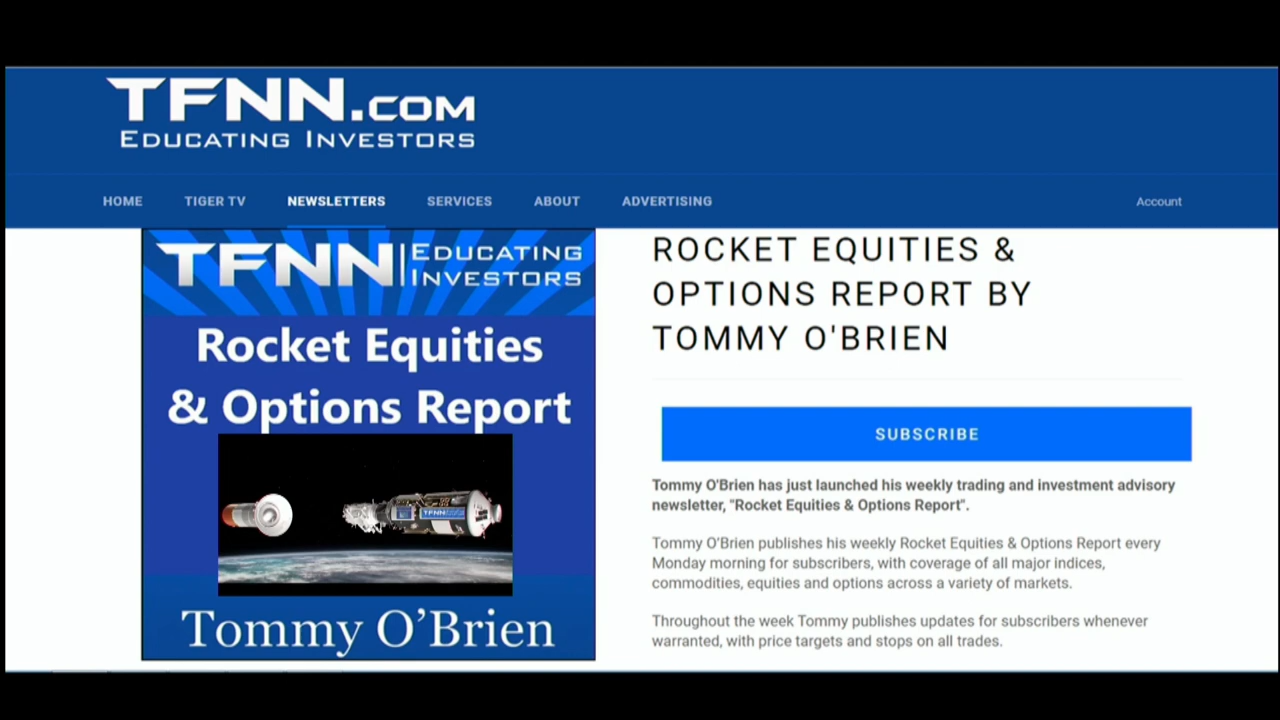 TFNN.COM
EDUCATING INVESTORS
HOME TIGER TV NEWSLETTERS SERVICES ABOUT ADVERTISING Account
TFNN EDUCATING
INVESTORS
Rocket Equities
& Options Report
TFNN
Tommy O’Brien
ROCKET EQUITIES &
OPTIONS REPORT BY
TOMMY O'BRIEN
SUBSCRIBE
Tommy O'Brien has just launched his weekly trading and investment advisory
newsletter, "Rocket Equities & Options Report".
Tommy O’Brien publishes his weekly Rocket Equities & Options Report every
Monday morning for subscribers, with coverage of all major indices,
commodities, equities and options across a variety of markets.
Throughout the week Tommy publishes updates for subscribers whenever
warranted, with price targets and stops on all trades.